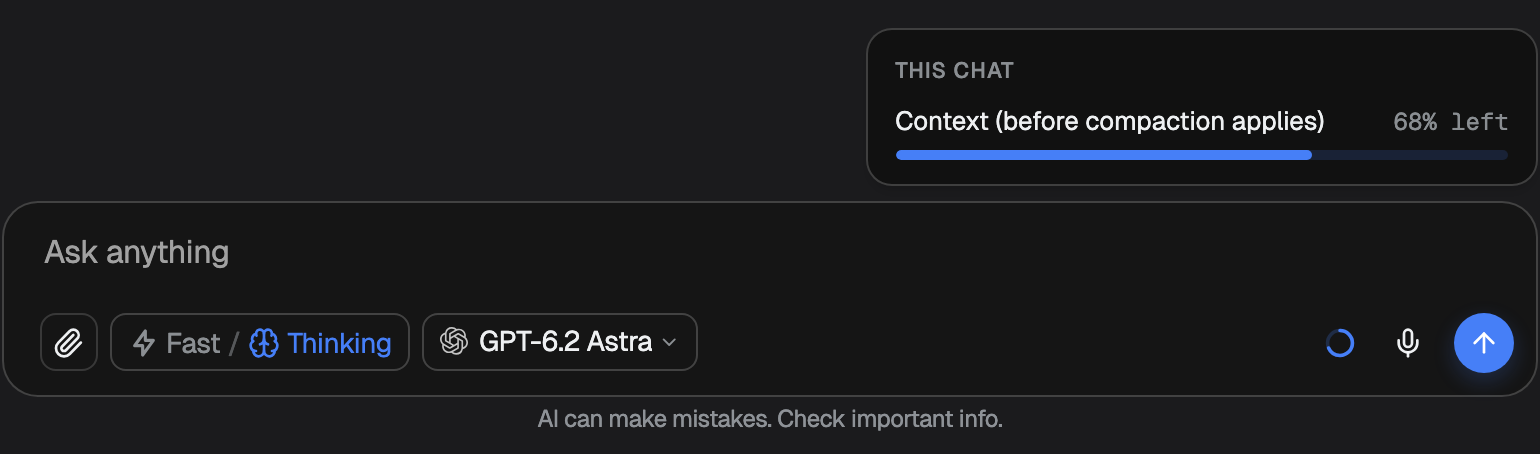 THIS CHAT
Context (before compaction applies) 68% left
Ask anything
Fast / Thinking GPT-6.2 Astra
AI can make mistakes. Check important info.